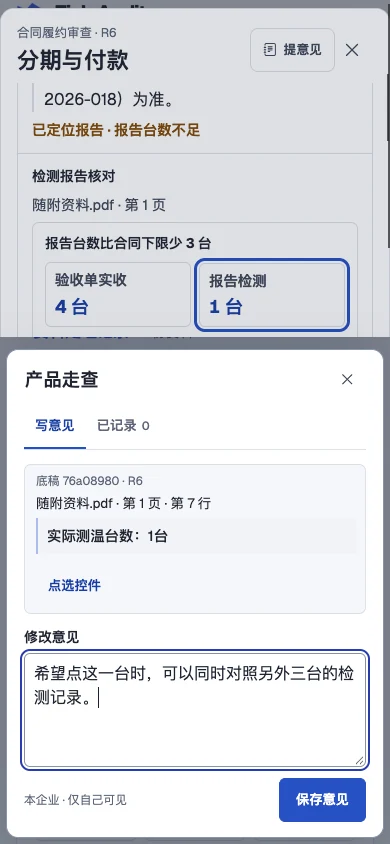 合同履约审查 · R6
分期与付款
提意见
2026-018）为准。
已定位报告 · 报告台数不足
检测报告核对
随附资料.pdf · 第 1 页
报告台数比合同下限少 3 台
验收单实收
4 台
报告检测
1 台
产品走查
写意见
已记录 0
底稿 76a08980 · R6
随附资料.pdf · 第 1 页 · 第 7 行
实际测温台数：1台
点选控件
修改意见
希望点这一台时，可以同时对照另外三台的检
测记录。
本企业 · 仅自己可见
保存意见